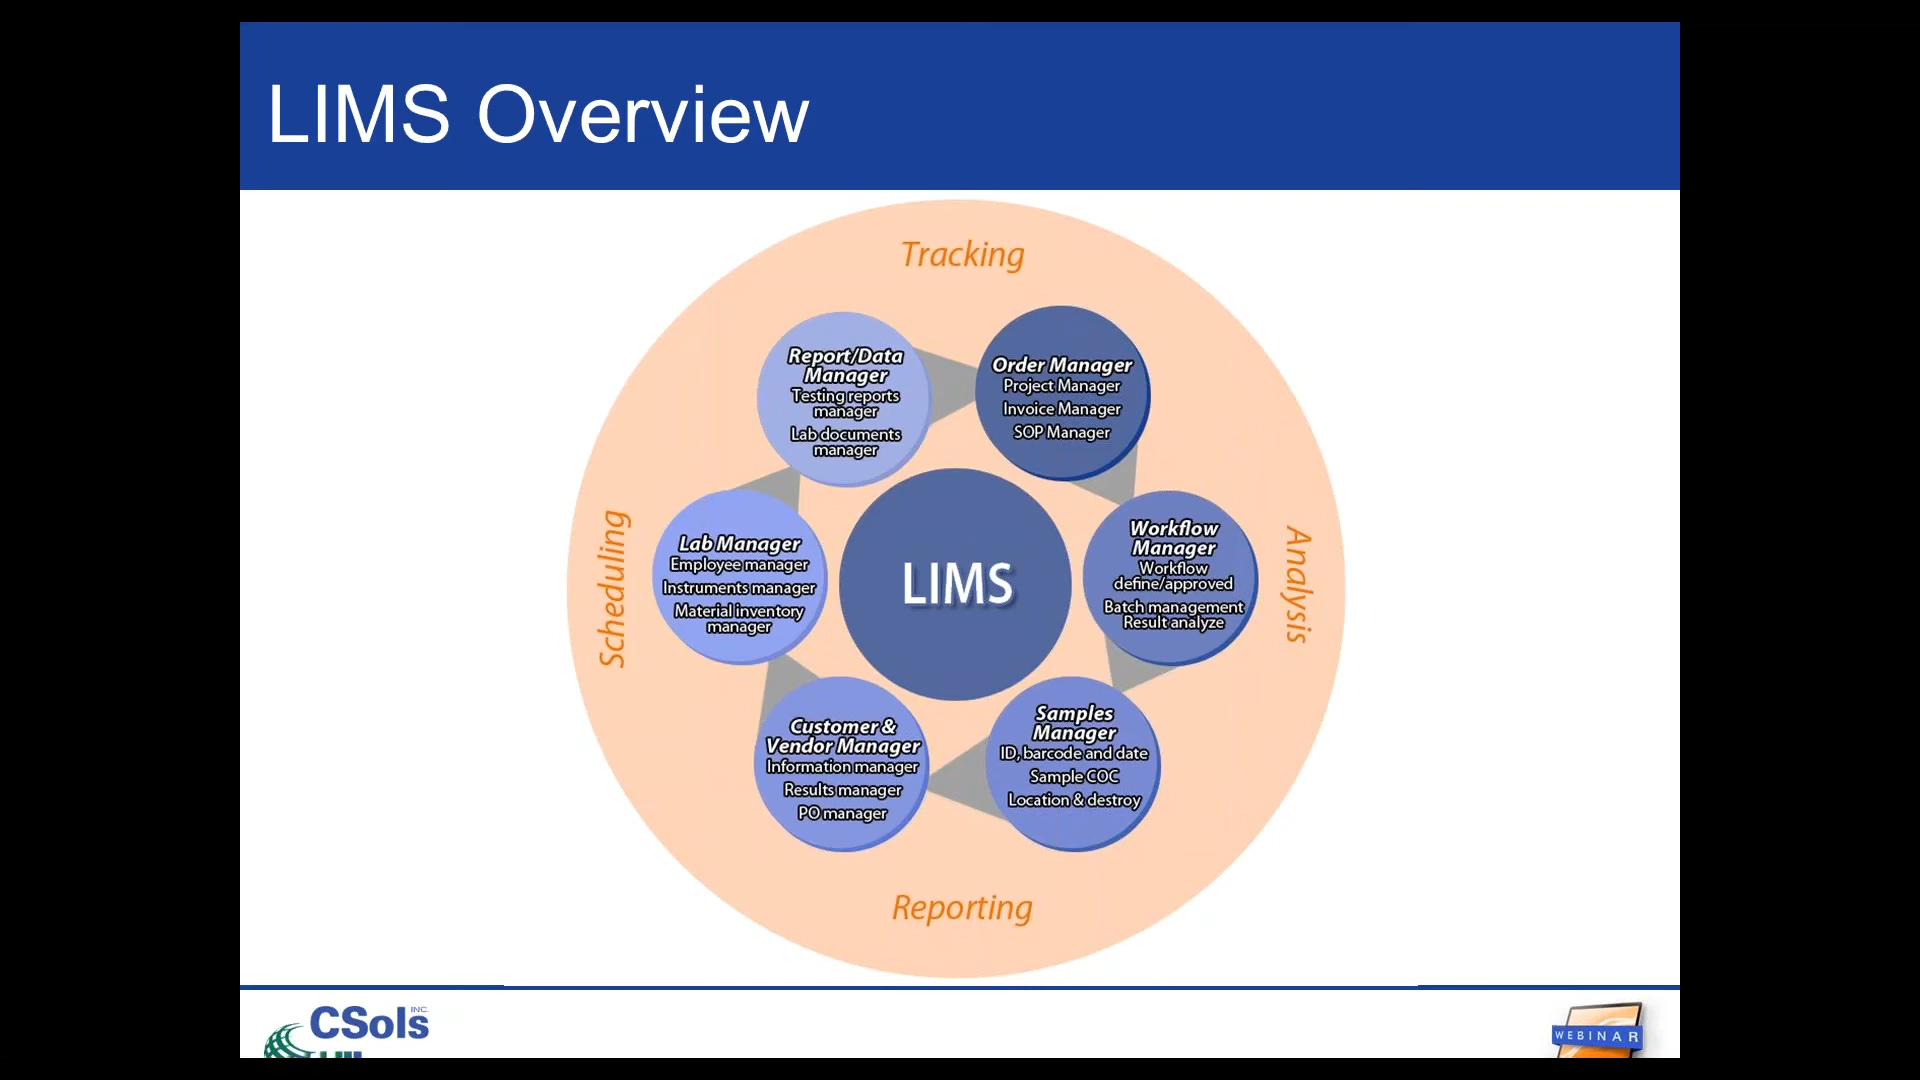 LIMS Overview
Tracking
Report/Data
Manager
Testing reports
manager
Lab documents
manager
Order Manager
Project Manager
Invoice Manager
SOP Manager
Scheduling
Lab Manager
Employee manager
Instruments manager
Material inventory
manager
LIMS
Workflow
Manager
Workflow
define/approved
Batch management
Result analyze
Analysis
Customer &
Vendor Manager
Information manager
Results manager
PO manager
Samples
Manager
ID, barcode and date
Sample COC
Location & destroy
Reporting
CSols INC.
WEBINAR